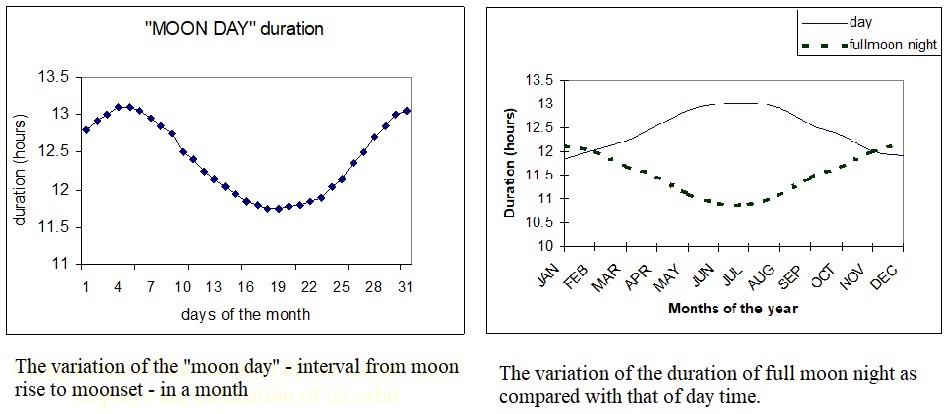 "MOON DAY" duration
duration (hours)
13.5
13
12.5
12
11.5
11
1 4 7 10 13 16 19 22 25 28 31
days of the month
The variation of the "moon day" - interval from moon
rise to moonset - in a month
day
fullmoon night
Duration (hours)
13.5
13
12.5
12
11.5
11
10.5
10
JAN FEB MAR APR MAY JUN JUL AUG SEP OCT NOV DEC
Months of the year
The variation of the duration of full moon night as
compared with that of day time.